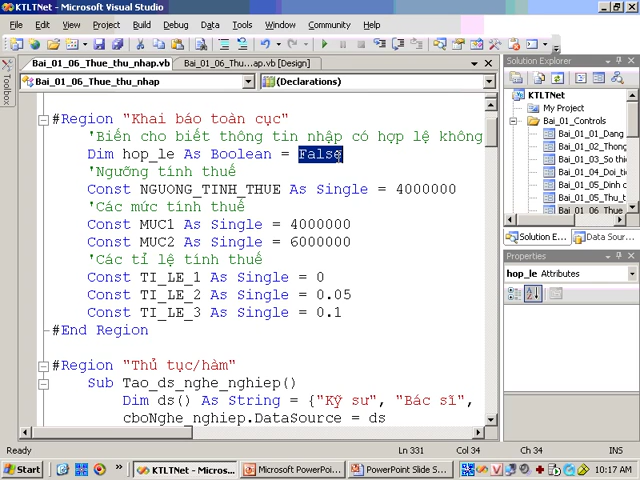 KTLTNet - Microsoft Visual Studio
File Edit View Project Build Debug Data Tools Window Community Help
Bai_01_06_Thue_thu_nhap.vb Bai_01_06_Thu...ap.vb [Design]
Bai_01_06_Thue_thu_nhap (Declarations)
Toolbox
#Region "Khai báo toàn cục"
'Biến cho biết thông tin nhập có hợp lệ không
Dim hop_le As Boolean = False
'Ngưỡng tính thuế
Const NGUONG_TINH_THUE As Single = 4000000
'Các mức tính thuế
Const MUC1 As Single = 4000000
Const MUC2 As Single = 6000000
'Các tỉ lệ tính thuế
Const TI_LE_1 As Single = 0
Const TI_LE_2 As Single = 0.05
Const TI_LE_3 As Single = 0.1
#End Region
#Region "Thủ tục/hàm"
Sub Tao_ds_nghe_nghiep()
Dim ds() As String = {"Kỹ sư", "Bác sĩ",
cboNghe_nghiep.DataSource = ds
Solution Explorer
KTLTNet
My Project
Bai_01_Controls
Bai_01_01_Dang
Bai_01_02_Thong
Bai_01_03_So thi
Bai_01_04_Doi_ti
Bai_01_05_Thu_t
Bai_01_06_Thue
Solution E... Data Sour...
Properties
hop_le Attributes
Ready Ln 331 Col 34 Ch 34 INS
Start KTLTNet - Micros... Microsoft PowerPoi... PowerPoint Slide S... 10:17 AM